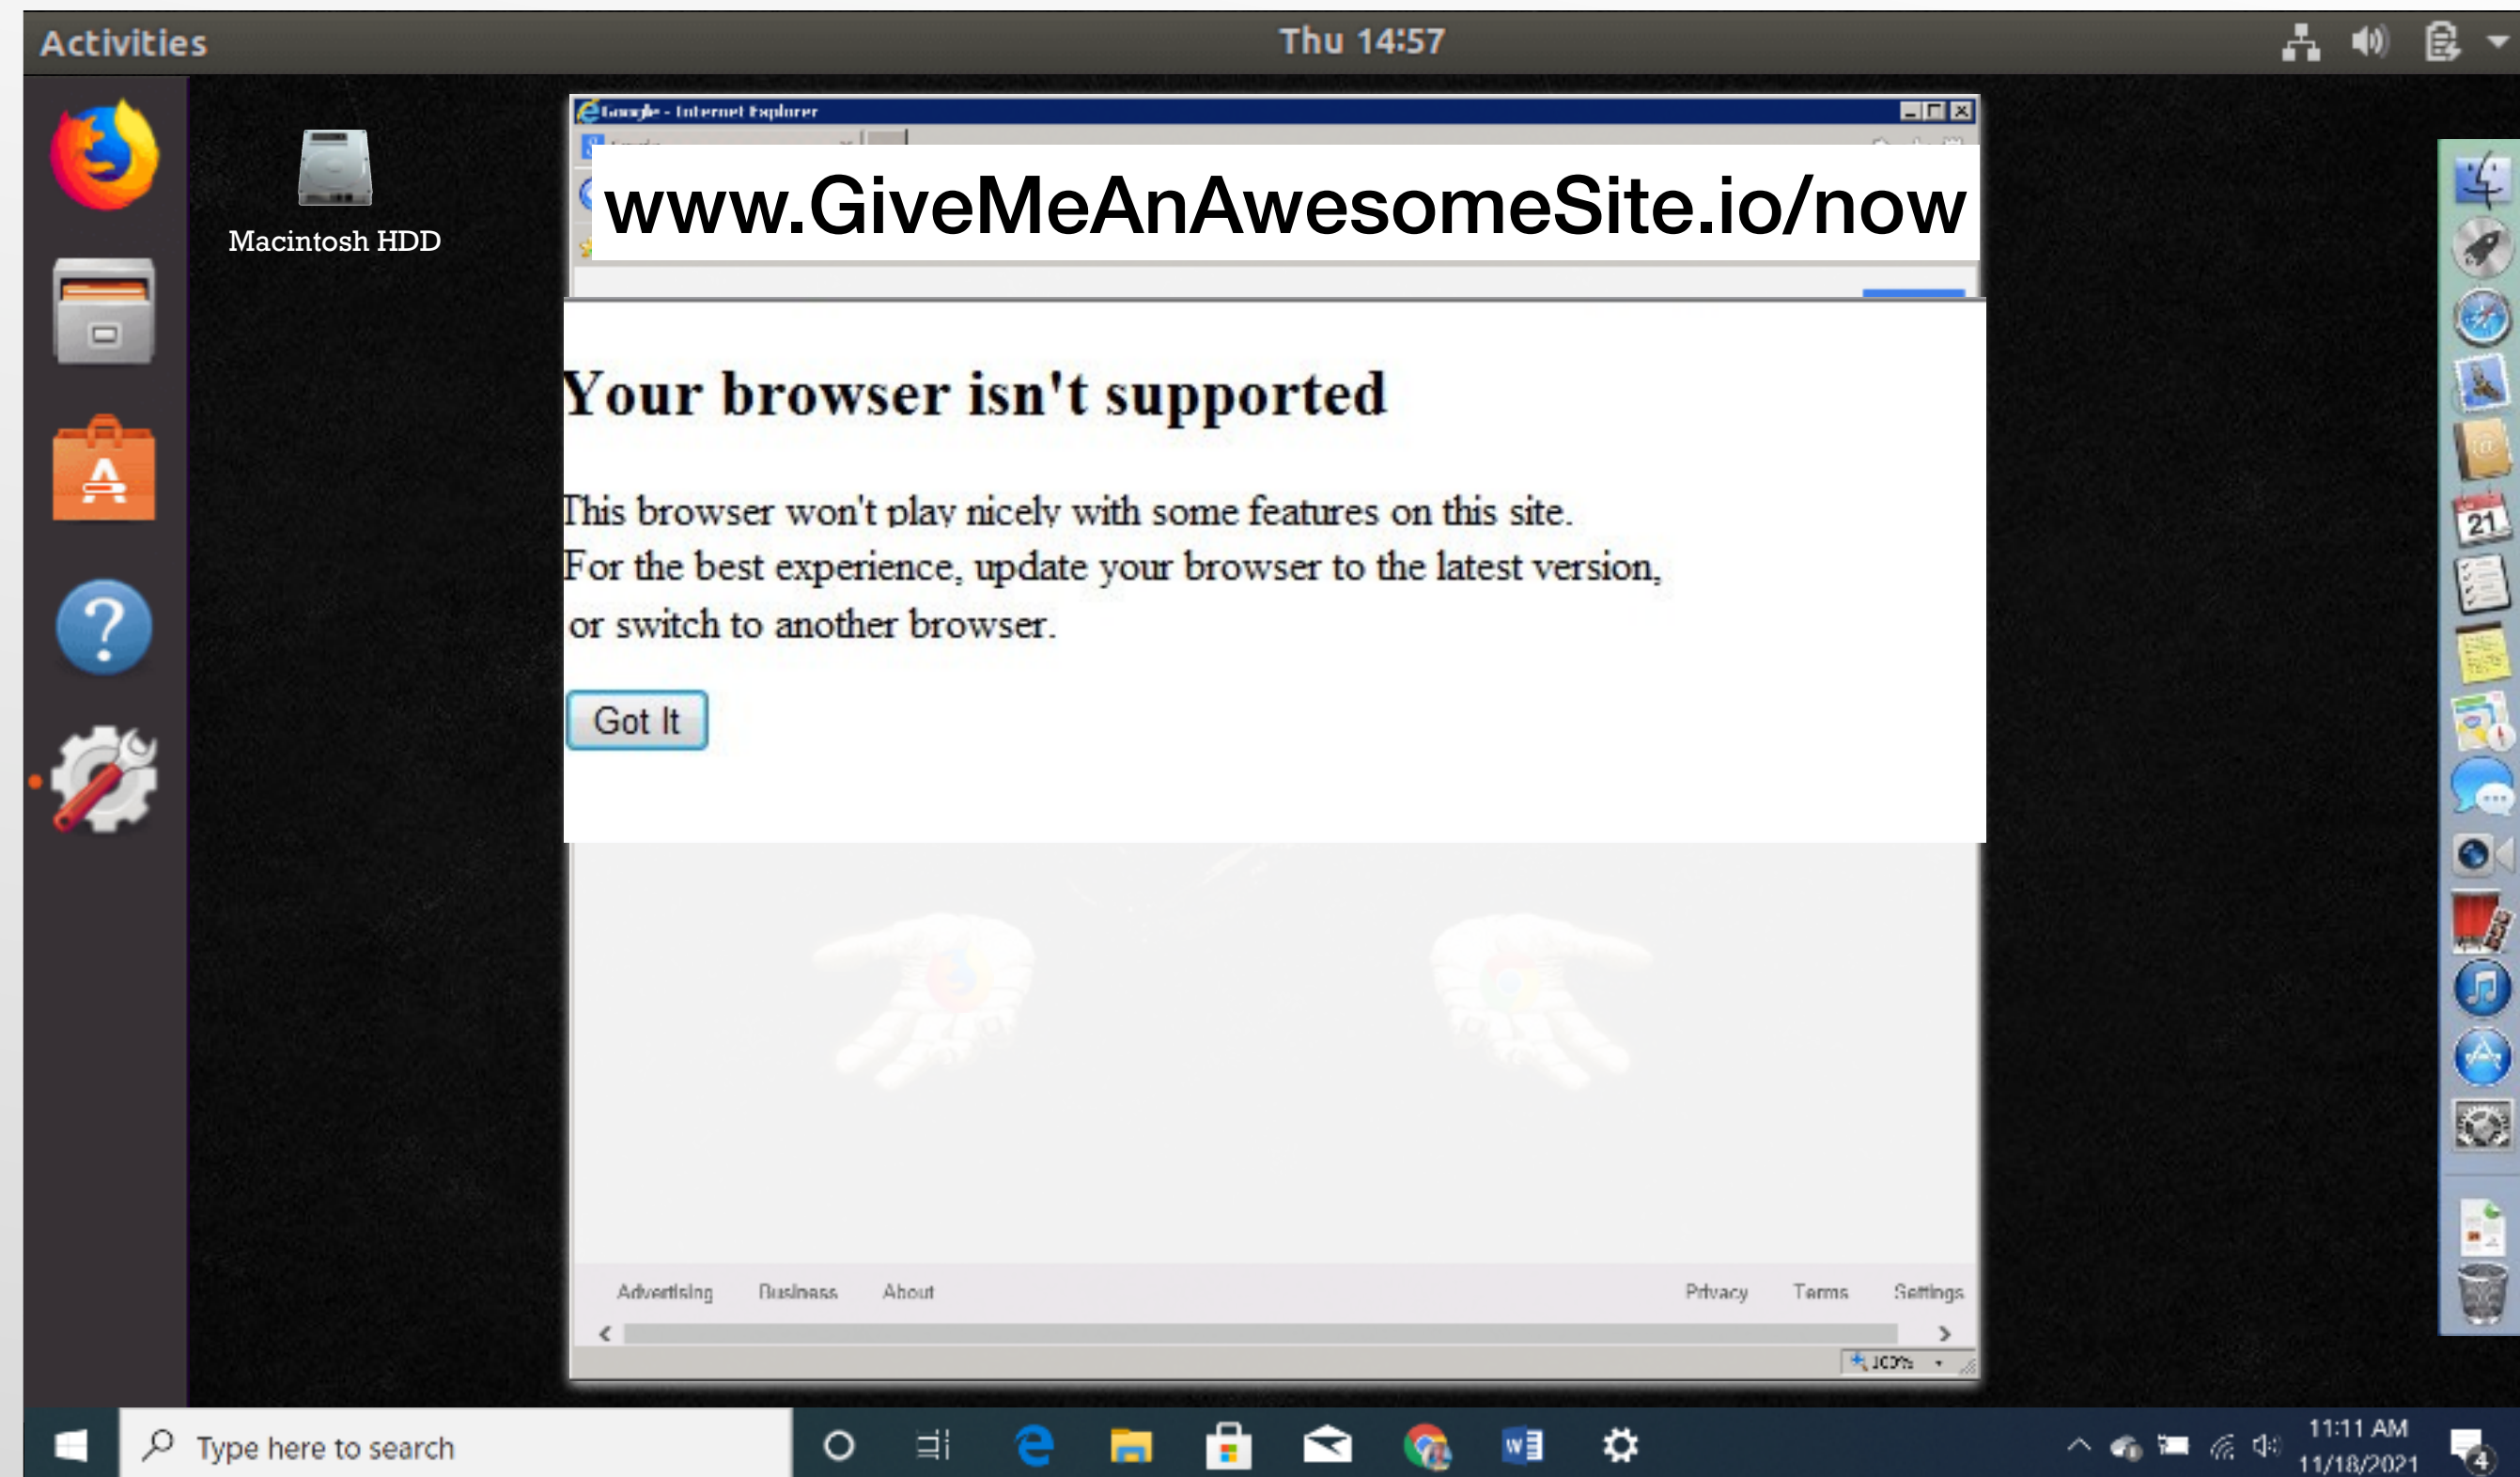 Activities
Thu 14:57
Google - Internet Explorer
www.GiveMeAnAwesomeSite.io/now
Macintosh HDD
Your browser isn't supported
This browser won't play nicely with some features on this site.
For the best experience, update your browser to the latest version,
or switch to another browser.
Got It
21
Advertising Business About
Privacy Terms Settings
100%
Type here to search
11:11 AM
11/18/2021
4